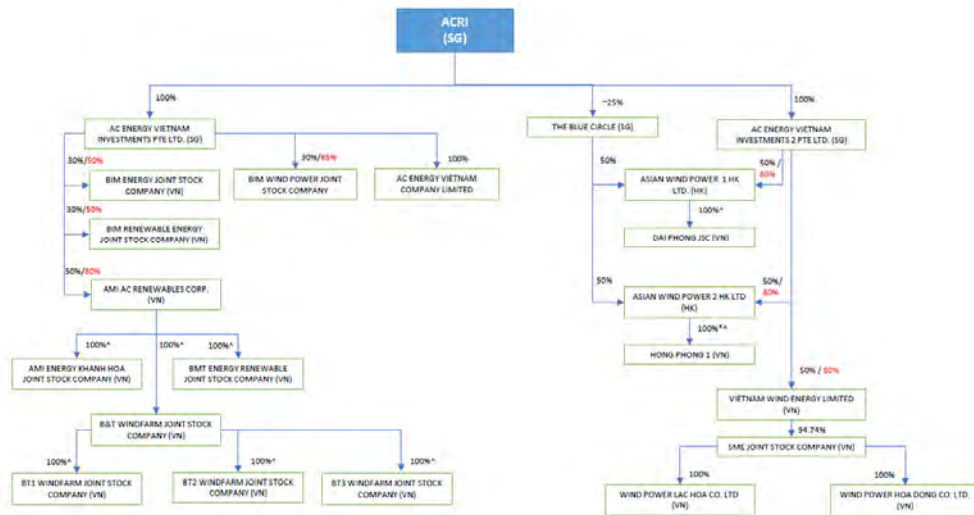 ACRI
(SG)
100%
~25%
100%
AC ENERGY VIETNAM
INVESTMENTS PTE LTD. (SG)
THE BLUE CIRCLE (SG)
AC ENERGY VIETNAM
INVESTMENTS 2 PTE LTD. (SG)
30%/50%
BIM ENERGY JOINT STOCK
COMPANY (VN)
30%/65%
BIM WIND POWER JOINT
STOCK COMPANY
100%
AC ENERGY VIETNAM
COMPANY LIMITED
50%
ASIAN WIND POWER 1 HK
LTD. (HK)
50% /
80%
30%/50%
BIM RENEWABLE ENERGY
JOINT STOCK COMPANY (VN)
100%^
DAI PHONG JSC (VN)
50%/80%
AMI AC RENEWABLES CORP.
(VN)
50%
ASIAN WIND POWER 2 HK LTD
(HK)
50%/
80%
100%^
100%^
100%^
100%*^
HONG PHONG 1 (VN)
AMI ENERGY KHANH HOA
JOINT STOCK COMPANY (VN)
BMT ENERGY RENEWABLE
JOINT STOCK COMPANY (VN)
50% / 80%
VIETNAM WIND ENERGY LIMITED
(VN)
B&T WINDFARM JOINT STOCK
COMPANY (VN)
94.74%
SME JOINT STOCK COMPANY (VN)
100%^
100%^
100%^
100%
100%
BT1 WINDFARM JOINT STOCK
COMPANY (VN)
BT2 WINDFARM JOINT STOCK
COMPANY (VN)
BT3 WINDFARM JOINT STOCK
COMPANY (VN)
WIND POWER LAC HOA CO. LTD
(VN)
WIND POWER HOA DONG CO. LTD.
(VN)